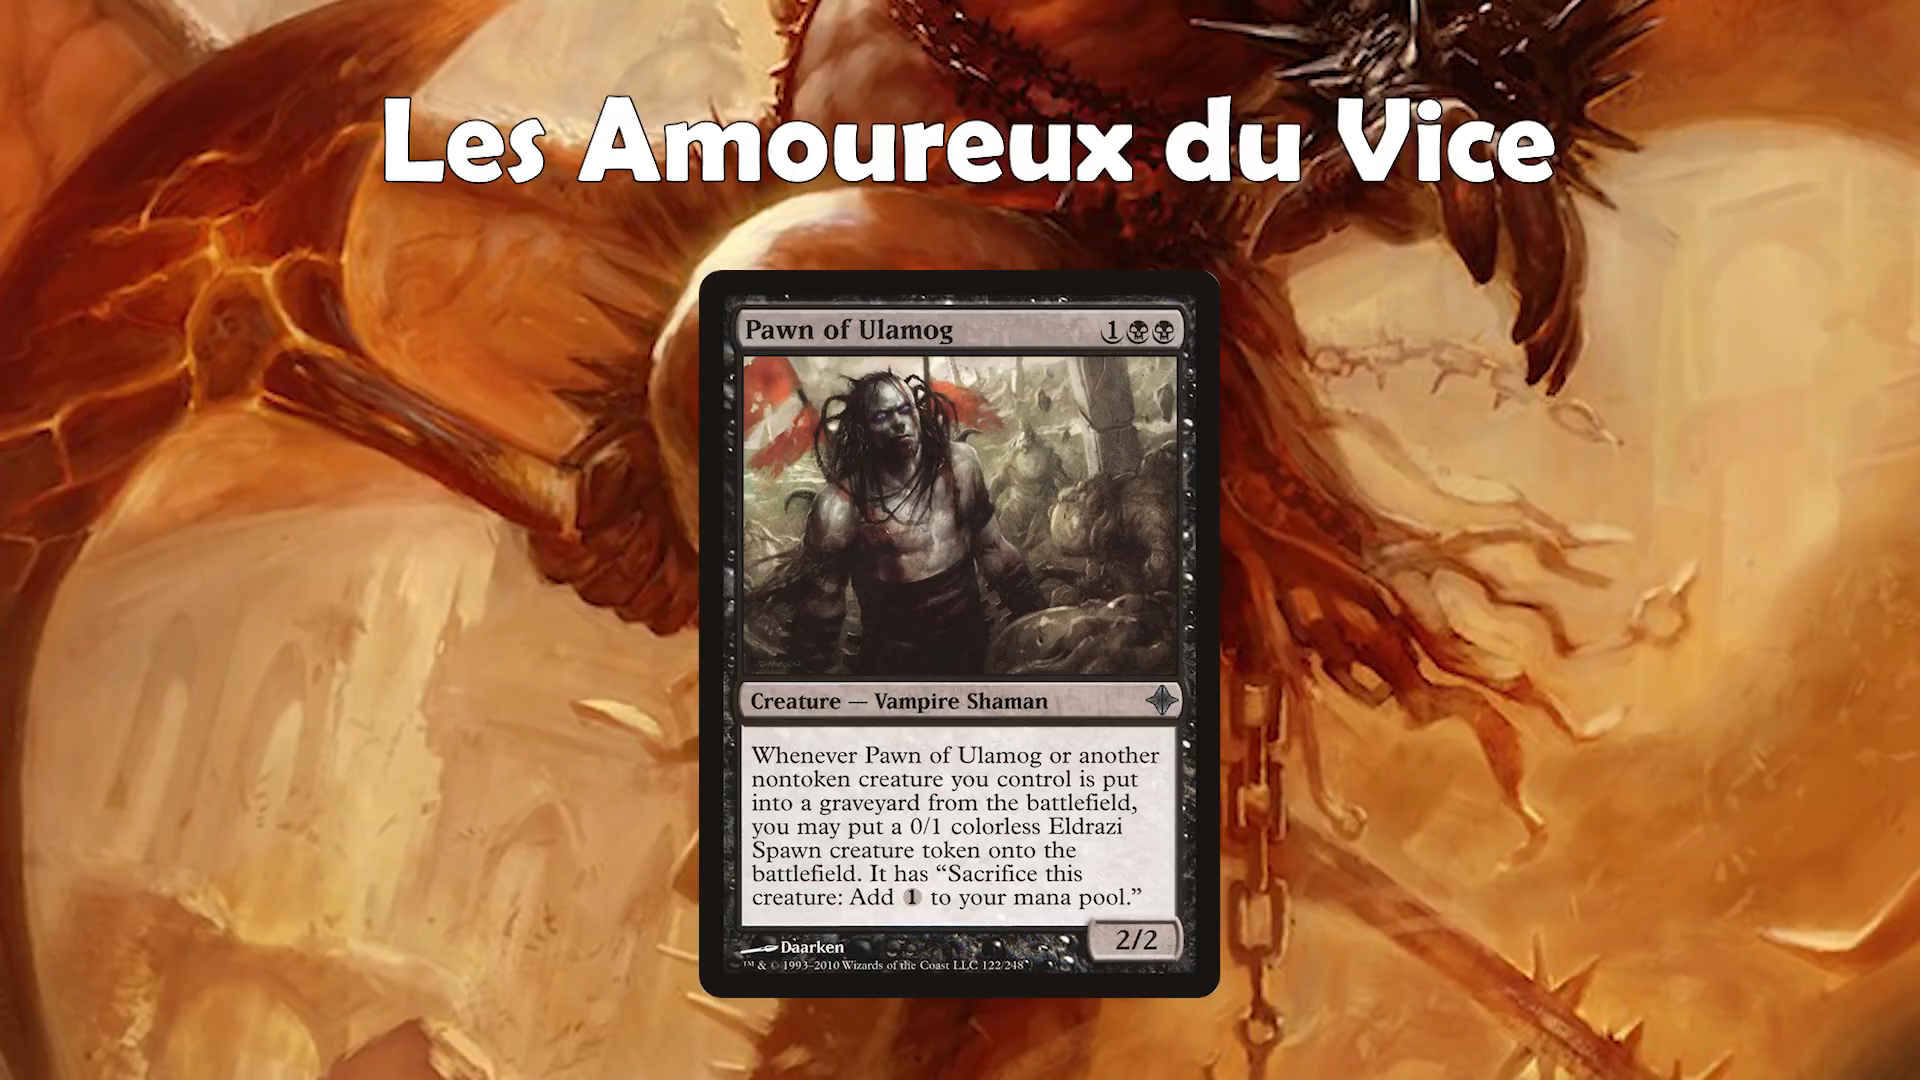 Les Amoureux du Vice
Pawn of Ulamog 1
Creature — Vampire Shaman
Whenever Pawn of Ulamog or another
nontoken creature you control is put
into a graveyard from the battlefield,
you may put a 0/1 colorless Eldrazi
Spawn creature token onto the
battlefield. It has “Sacrifice this
creature: Add 1 to your mana pool.”
2/2
Daarken
™ & © 1993–2010 Wizards of the Coast LLC 122/248